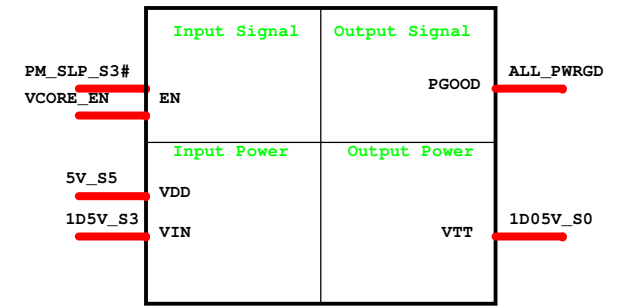 Input Signal Output Signal
PM_SLP_S3# PGOOD ALL_PWRGD
VCORE_EN EN
Input Power Output Power
5V_S5 VDD
1D5V_S3 VIN VTT 1D05V_S0